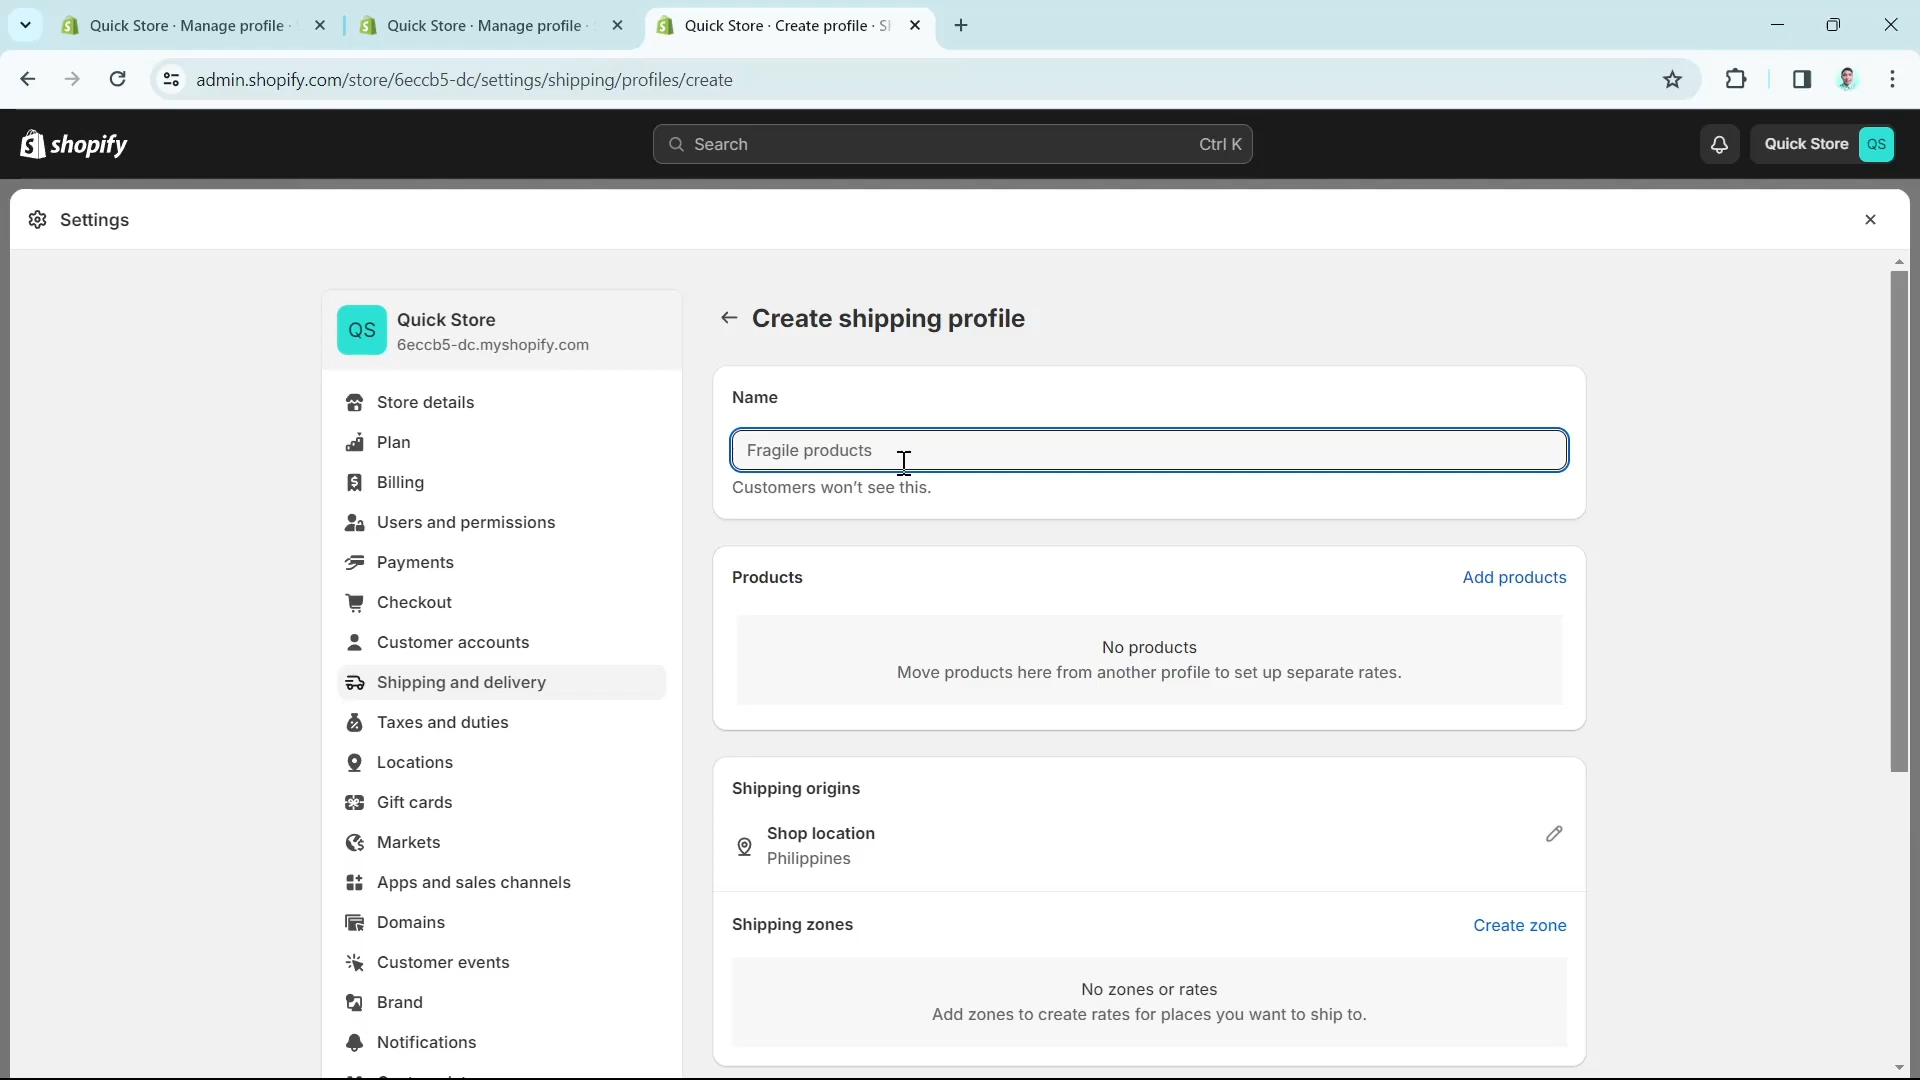 Quick Store · Manage profile ·
Quick Store · Manage profile ·
Quick Store · Create profile · Sh
admin.shopify.com/store/6eccb5-dc/settings/shipping/profiles/create
shopify
Search
Ctrl K
Quick Store
QS
Settings
QS
Quick Store
6eccb5-dc.myshopify.com
Store details
Plan
Billing
Users and permissions
Payments
Checkout
Customer accounts
Shipping and delivery
Taxes and duties
Locations
Gift cards
Markets
Apps and sales channels
Domains
Customer events
Brand
Notifications
Create shipping profile
Name
Fragile products
Customers won't see this.
Products
Add products
No products
Move products here from another profile to set up separate rates.
Shipping origins
Shop location
Philippines
Shipping zones
Create zone
No zones or rates
Add zones to create rates for places you want to ship to.